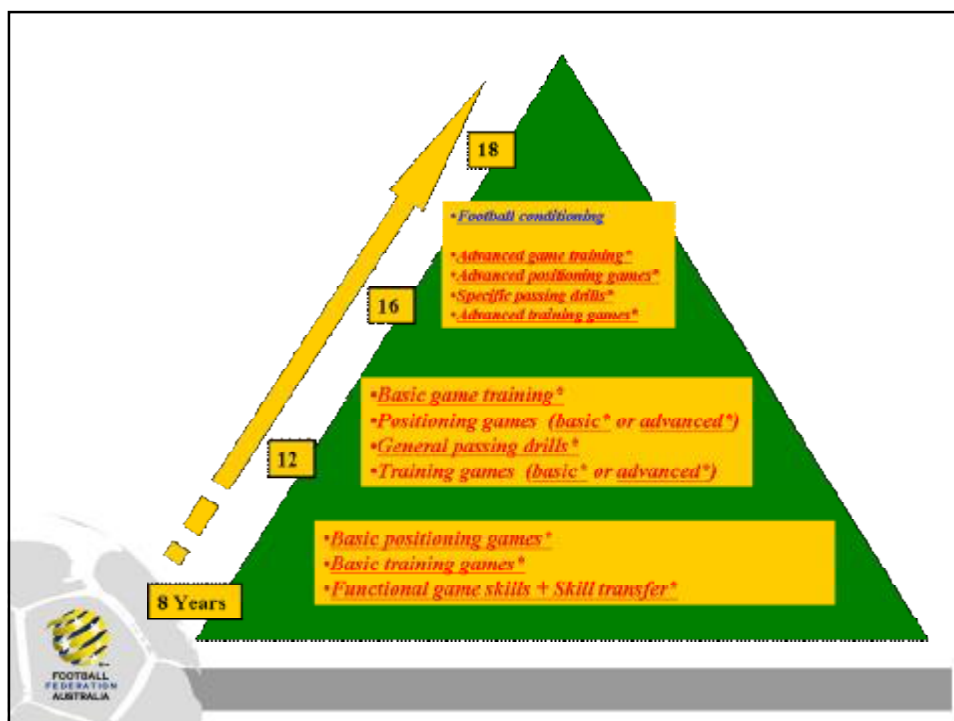 18
•Football conditioning
•Advanced game training*
•Advanced positioning games*
•Specific passing drills*
•Advanced training games*
16
•Basic game training*
•Positioning games (basic* or advanced*)
•General passing drills*
•Training games (basic* or advanced*)
12
•Basic positioning games*
•Basic training games*
•Functional game skills + Skill transfer*
8 Years
FOOTBALL
FEDERATION
AUSTRALIA